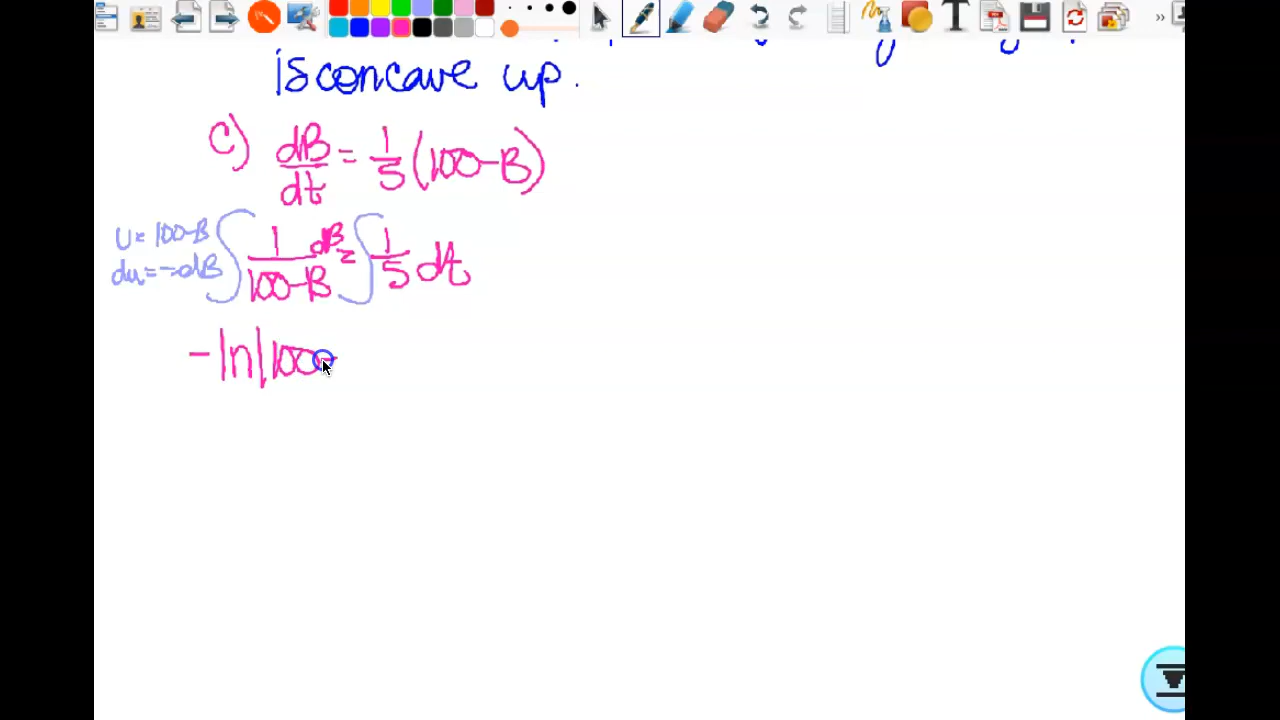 is concave up.
c) dB/dt = 1/5 (100-B)
u = 100-B
du = -dB
∫ 1/(100-B) dB = ∫ 1/5 dt
-ln|100-